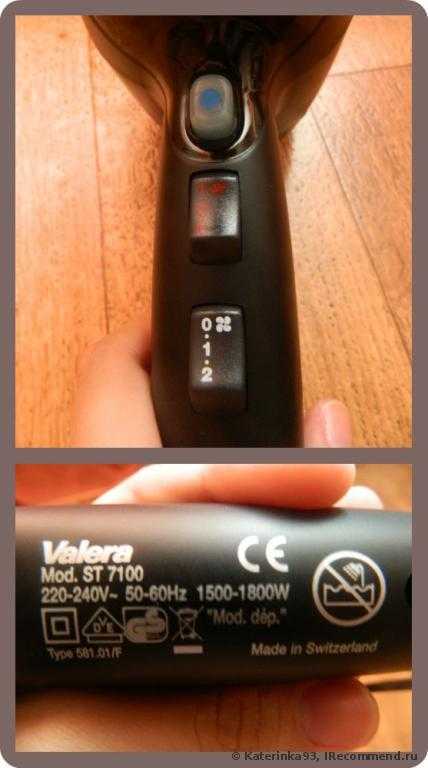 0
1
2
Valera
Mod. ST 7100
220-240V~ 50-60Hz 1500-1800W
CE
"Mod. dép."
Type 581.01/F
Made in Switzerland
© Katerinka93, IRecommend.ru